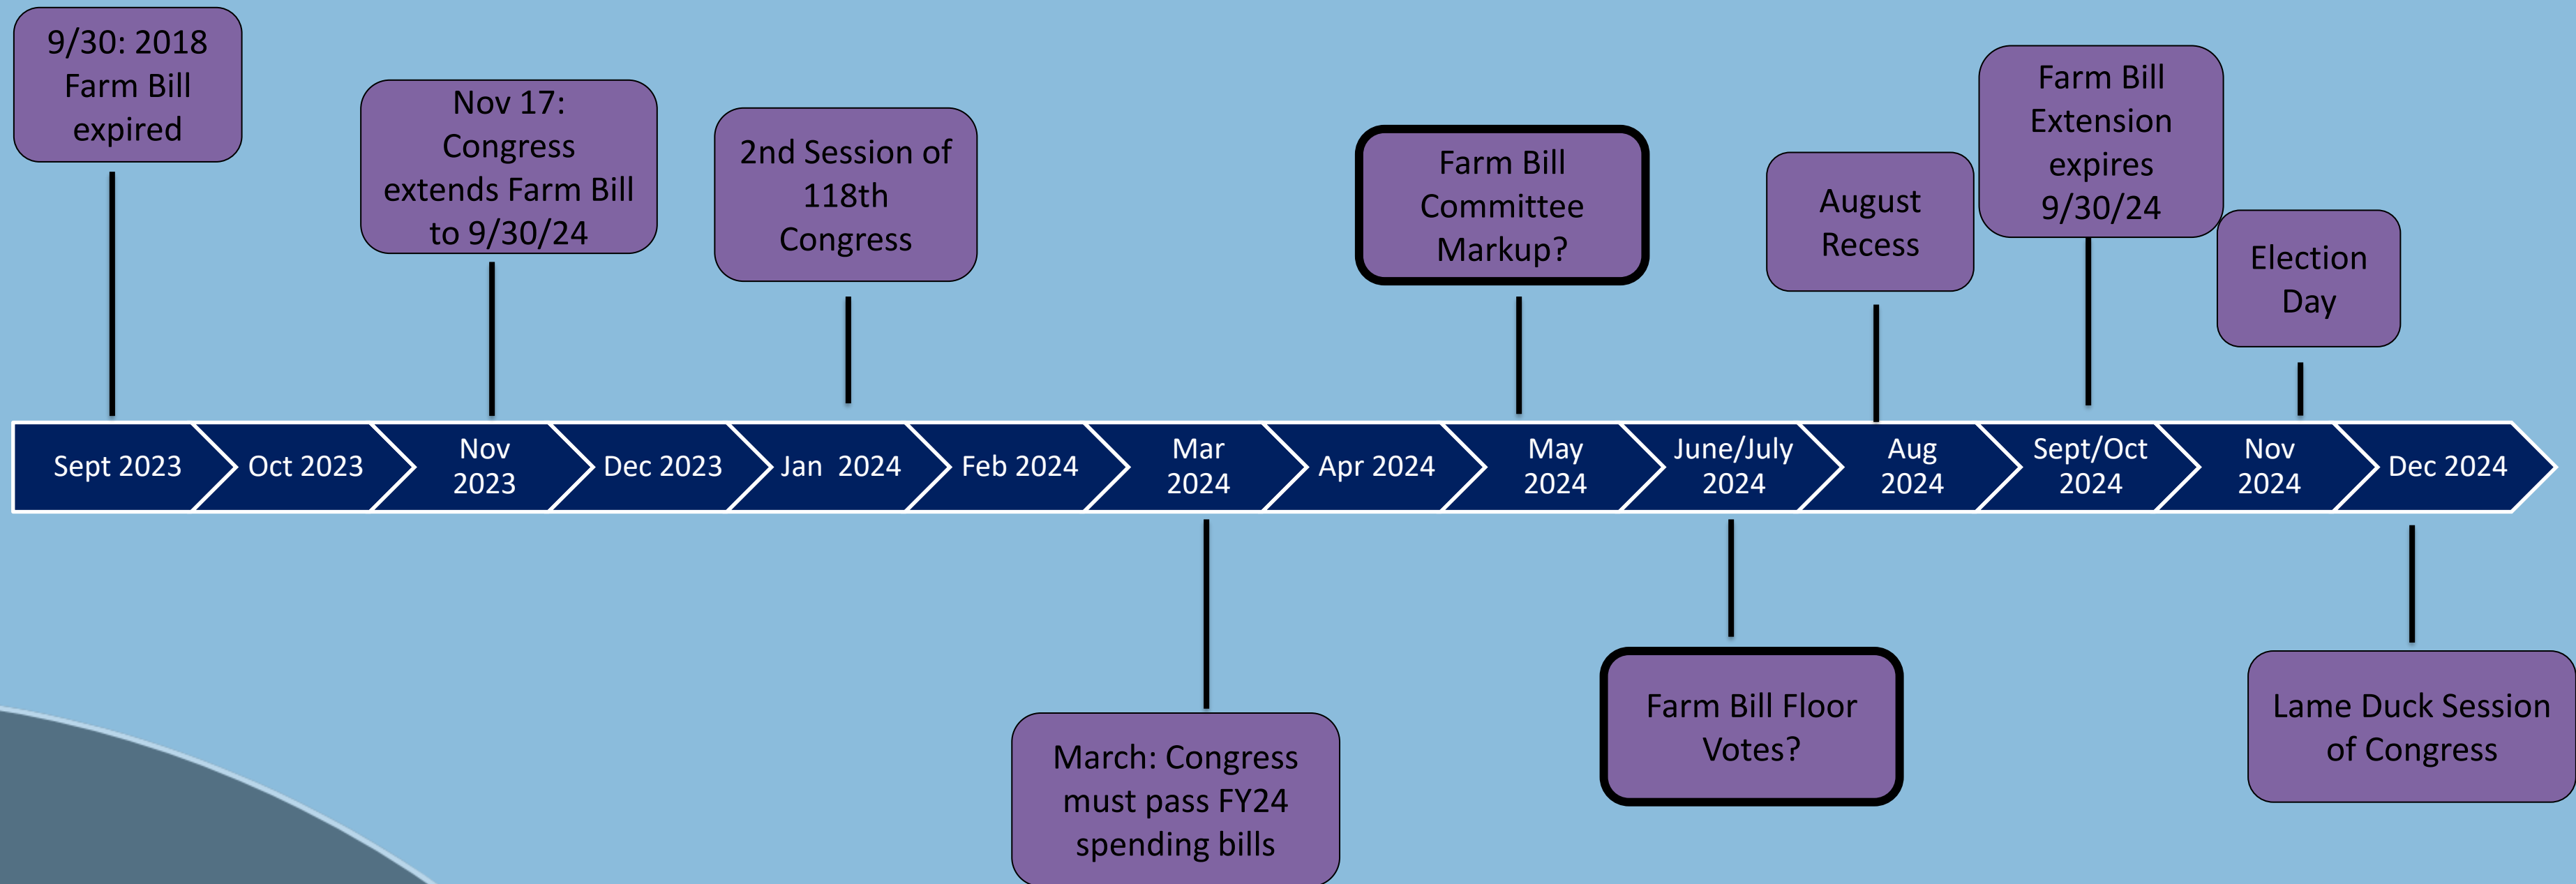 9/30: 2018
Farm Bill
expired
Nov 17:
Congress
extends Farm Bill
to 9/30/24
2nd Session of
118th
Congress
Farm Bill
Committee
Markup?
August
Recess
Farm Bill
Extension
expires
9/30/24
Election
Day
Sept 2023
Oct 2023
Nov
2023
Dec 2023
Jan 2024
Feb 2024
Mar
2024
Apr 2024
May
2024
June/July
2024
Aug
2024
Sept/Oct
2024
Nov
2024
Dec 2024
March: Congress
must pass FY24
spending bills
Farm Bill Floor
Votes?
Lame Duck Session
of Congress